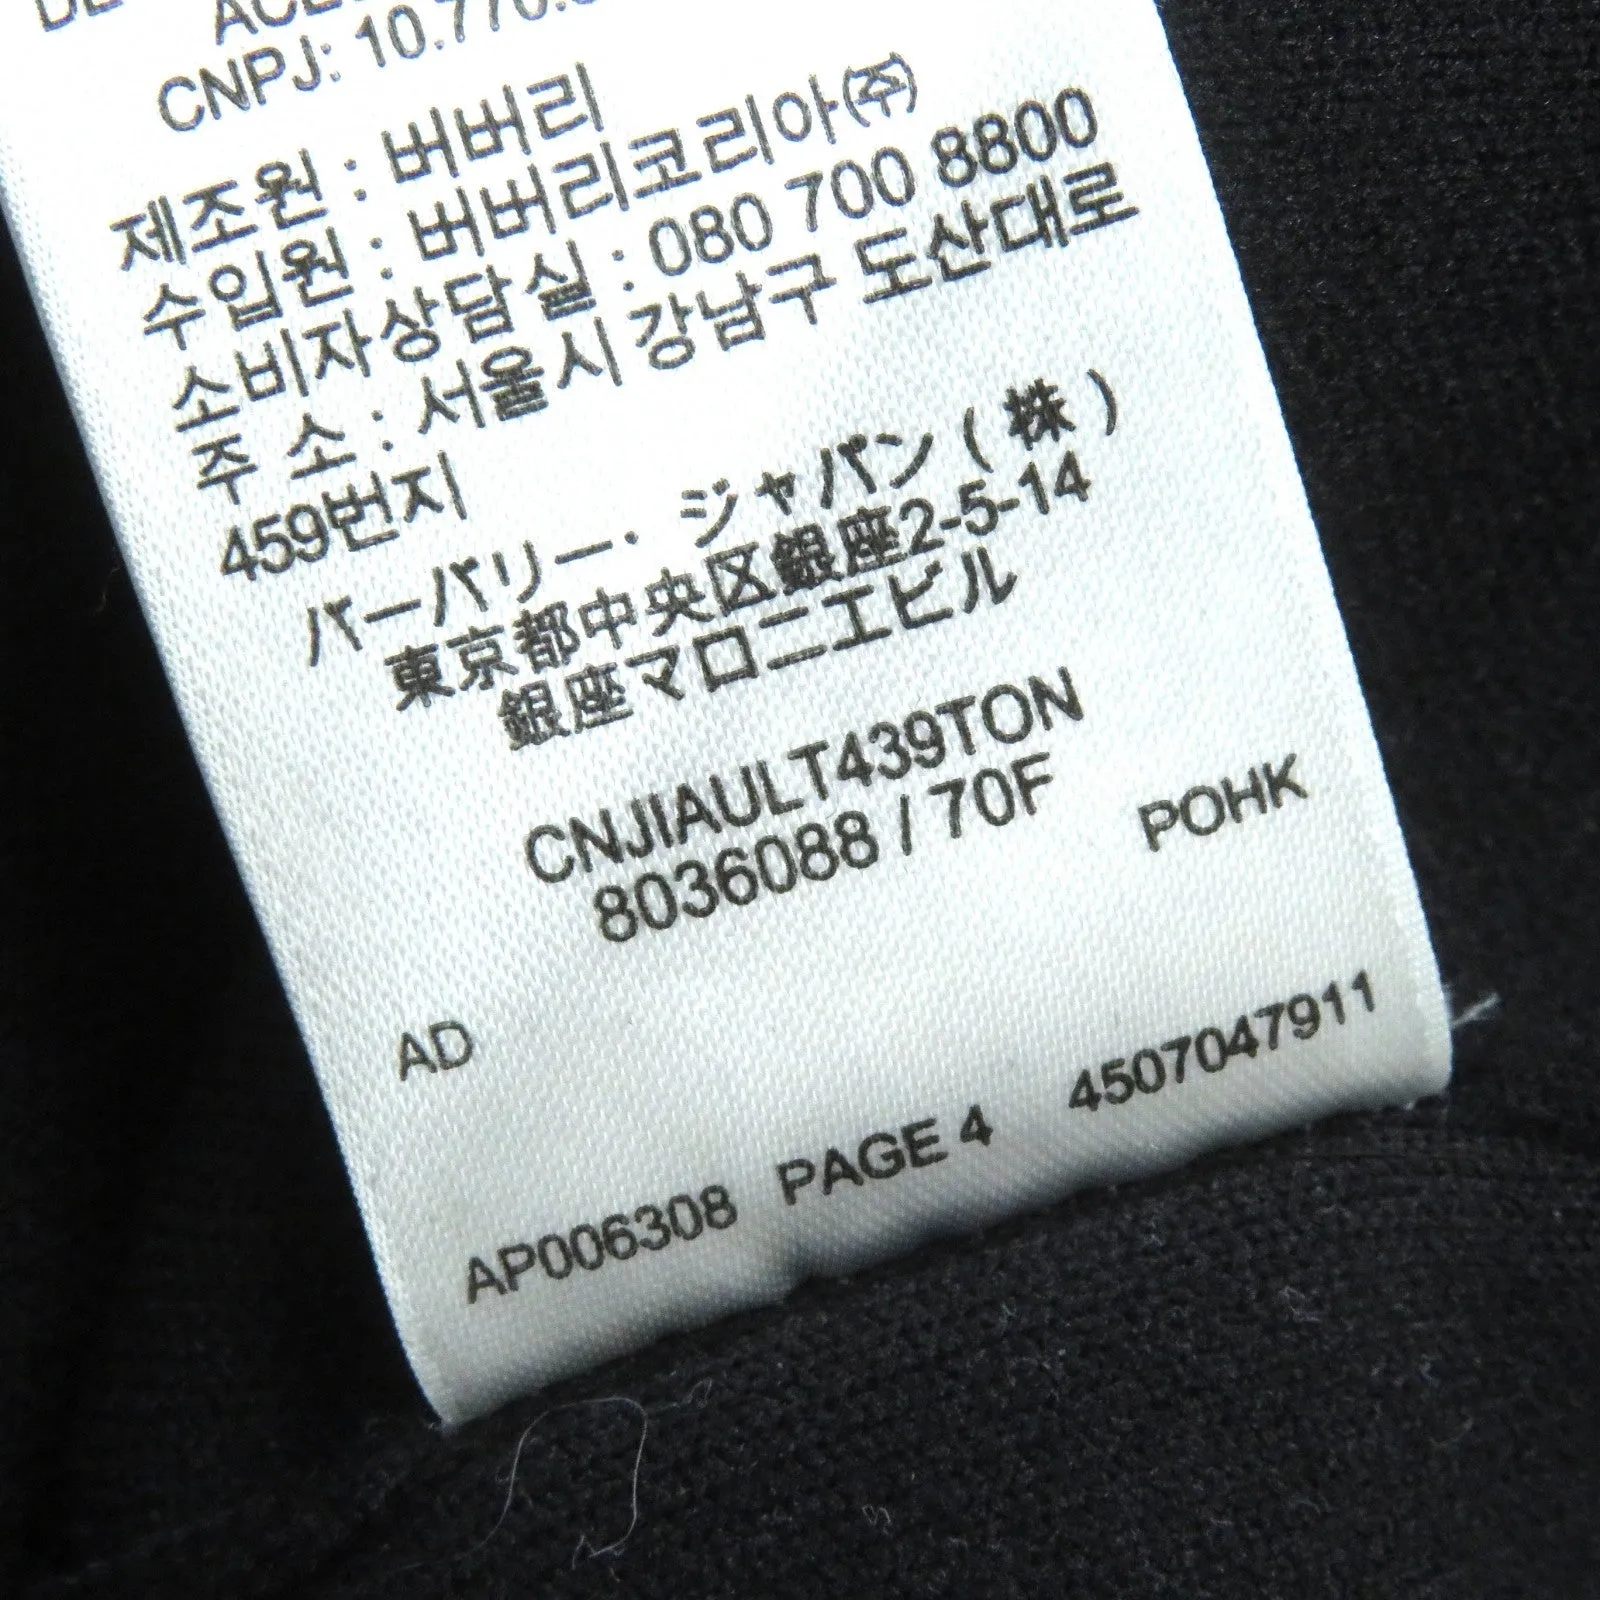 CNPJ: 10.770.
제조원 : 버버리
수입원 : 버버리코리아(주)
소비자상담실 : 080 700 8800
주 소 : 서울시 강남구 도산대로
459번지
バーバリー・ジャパン(株)
東京都中央区銀座2-5-14
銀座マロニエビル
CNJIAULT439TON
8036088 / 70F
POHK
AD
AP006308 PAGE 4 4507047911